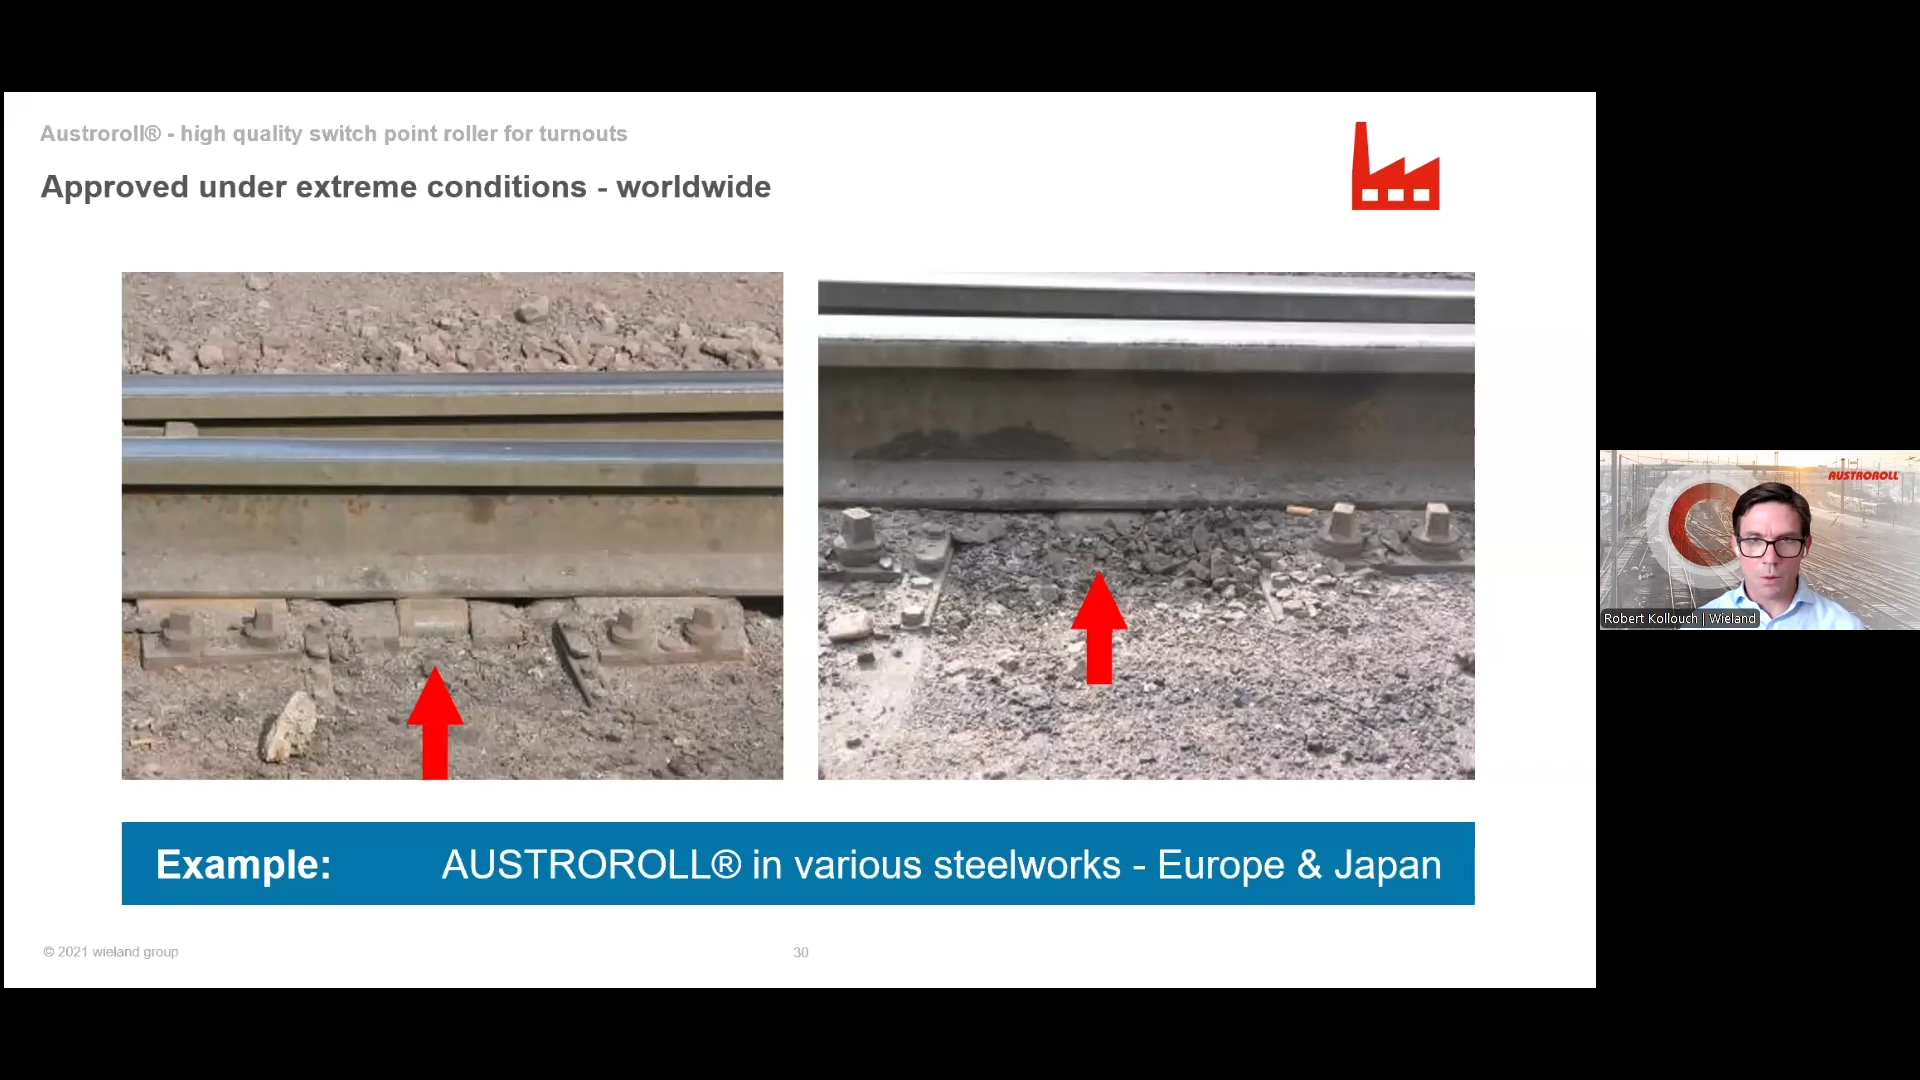 Austroroll® - high quality switch point roller for turnouts
Approved under extreme conditions - worldwide
AUSTROROLL
Robert Kollouch | Wieland
Example: AUSTROROLL® in various steelworks - Europe & Japan
© 2021 wieland group
30